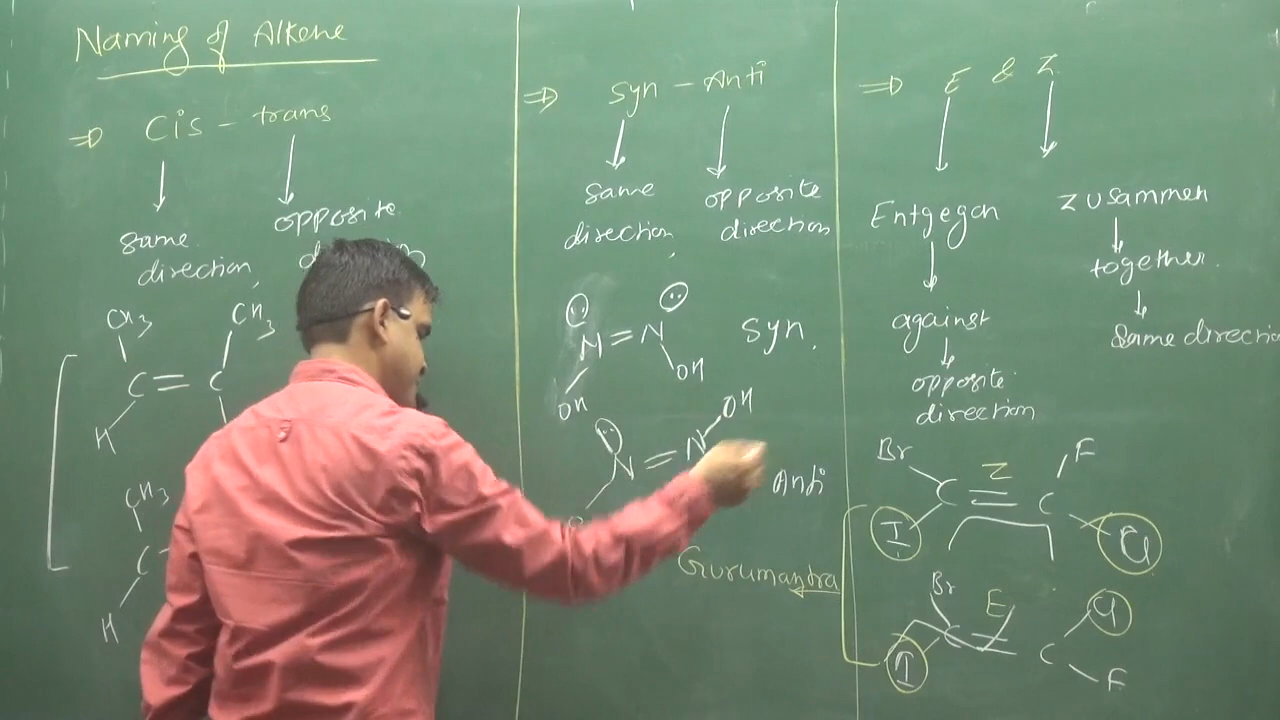 Naming of Alkene
⇒ Cis - trans
same
direction
opposite
CH3 CH3
C = C
H
CH3
C
H
⇒ Syn - Anti
same
direction
opposite
direction
N = N
OH OH
Syn.
OH
N = N
Anti
Gurumantra
⇒ E & Z
Entgegan
against
opposite
direction
Zusammen
together.
same direction
Br F
Z
C = C
I Cl
Br Cl
E
C = C
I F